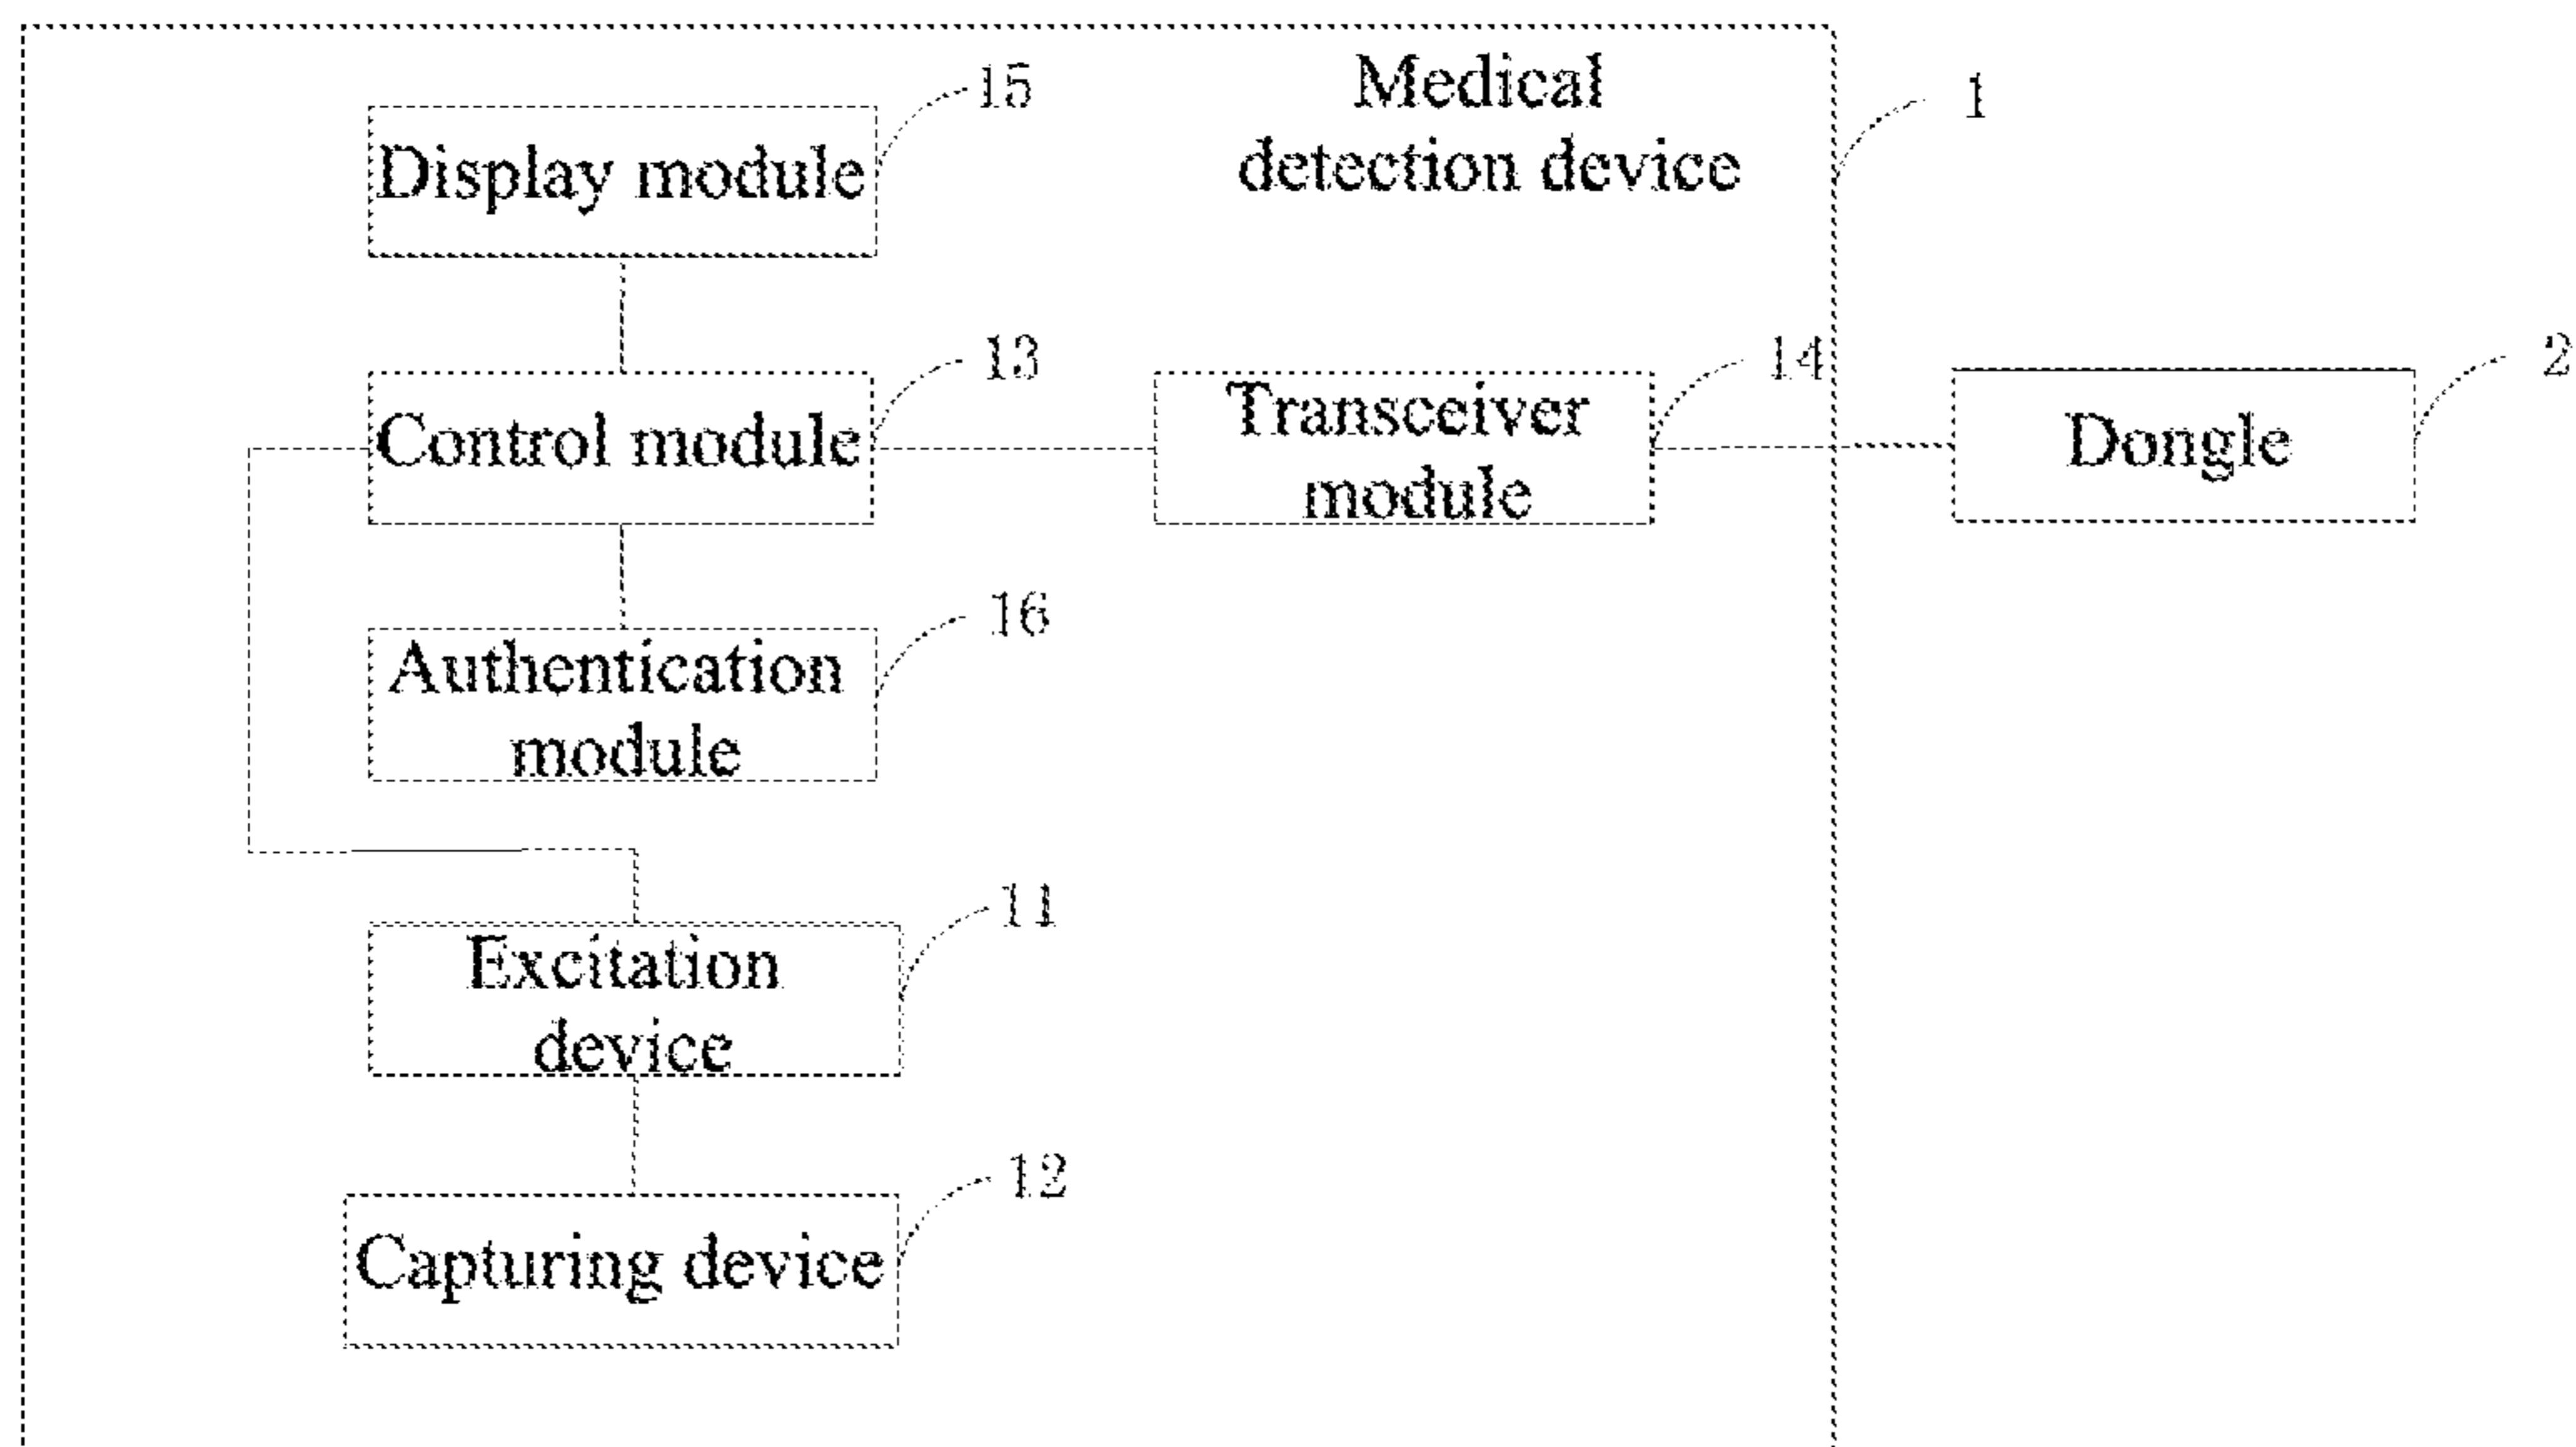 15
Medical
detection device
1
Display module
13
14
2
Control module
Transceiver
module
Dongle
16
Authentication
module
11
Excitation
device
12
Capturing device